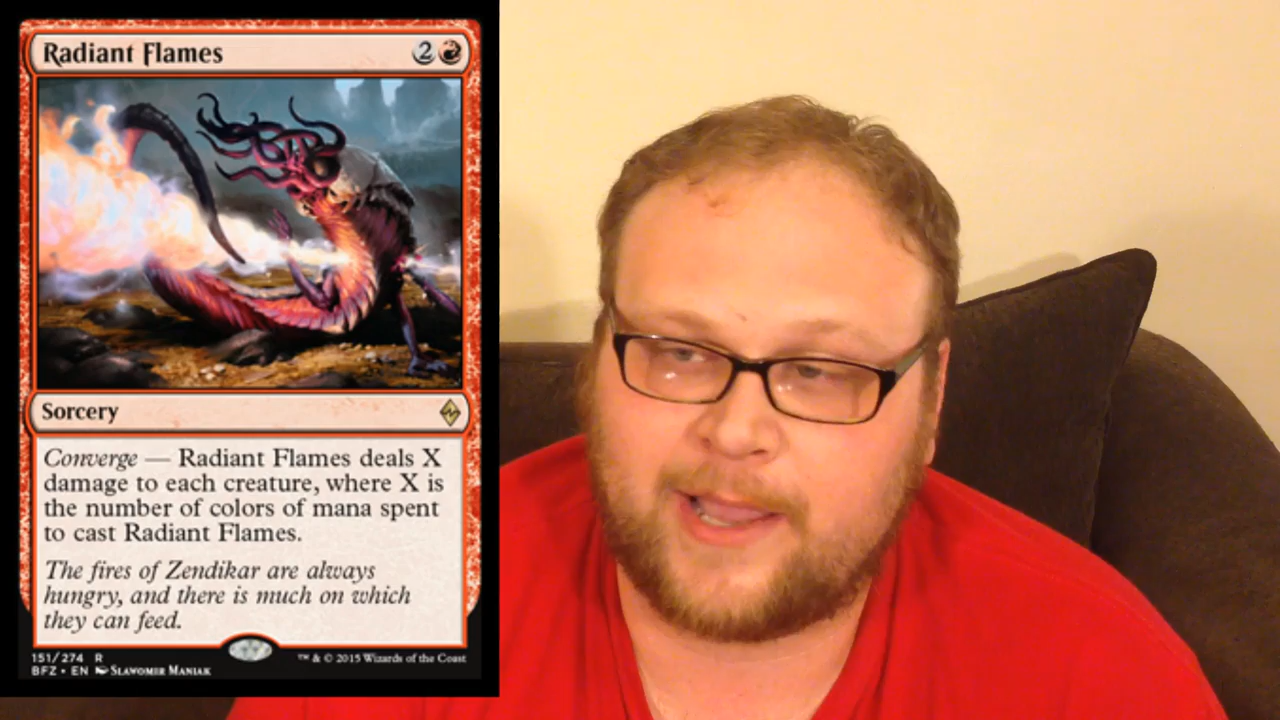 Radiant Flames 2
Sorcery
Converge — Radiant Flames deals X
damage to each creature, where X is
the number of colors of mana spent
to cast Radiant Flames.
The fires of Zendikar are always
hungry, and there is much on which
they can feed.
151/274 R
™ & © 2015 Wizards of the Coast
BFZ • EN Slawomir Maniak